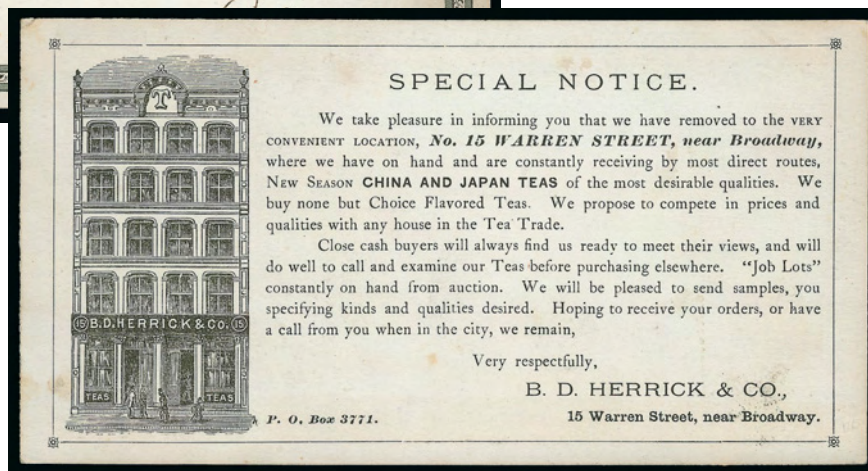 SPECIAL NOTICE.
We take pleasure in informing you that we have removed to the VERY
CONVENIENT LOCATION, No. 15 WARREN STREET, near Broadway,
where we have on hand and are constantly receiving by most direct routes,
NEW SEASON CHINA AND JAPAN TEAS of the most desirable qualities. We
buy none but Choice Flavored Teas. We propose to compete in prices and
qualities with any house in the Tea Trade.
Close cash buyers will always find us ready to meet their views, and will
do well to call and examine our Teas before purchasing elsewhere. "Job Lots"
constantly on hand from auction. We will be pleased to send samples, you
specifying kinds and qualities desired. Hoping to receive your orders, or have
a call from you when in the city, we remain,
Very respectfully,
B. D. HERRICK & CO.,
15 Warren Street, near Broadway.
P. O. Box 3771.
T
15 B.D. HERRICK & CO. 15
TEAS TEAS